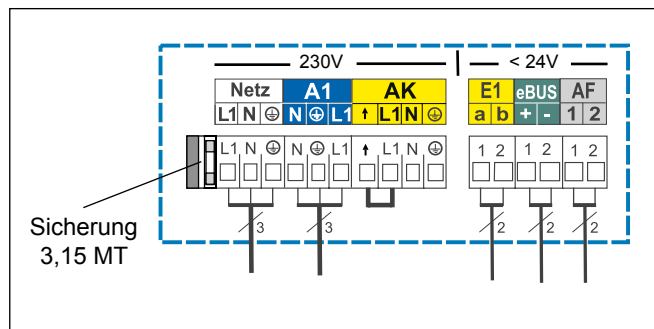 230V < 24V
Netz A1 AK E1 eBUS AF
L1 N ⏚ N ⏚ L1 ↑ L1 N ⏚ a b + - 1 2
L1 N ⏚ N ⏚ L1 ↑ L1 N ⏚ 1 2 1 2 1 2
Sicherung
3,15 MT
3 3 2 2 2